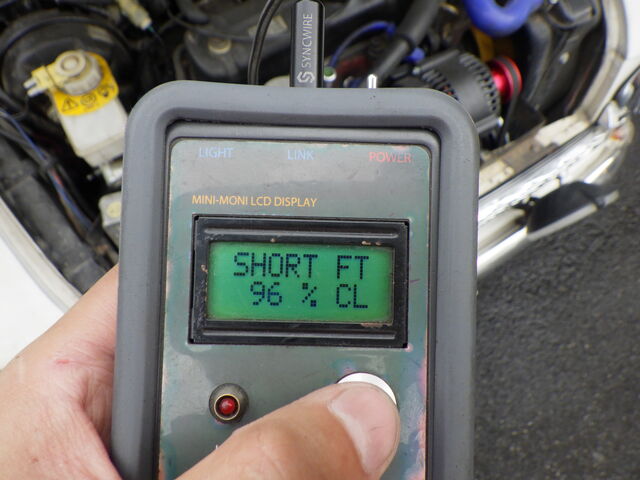 SYNCWIRE
LIGHT LINK POWER
MINI-MONI LCD DISPLAY
SHORT FT
96 % CL